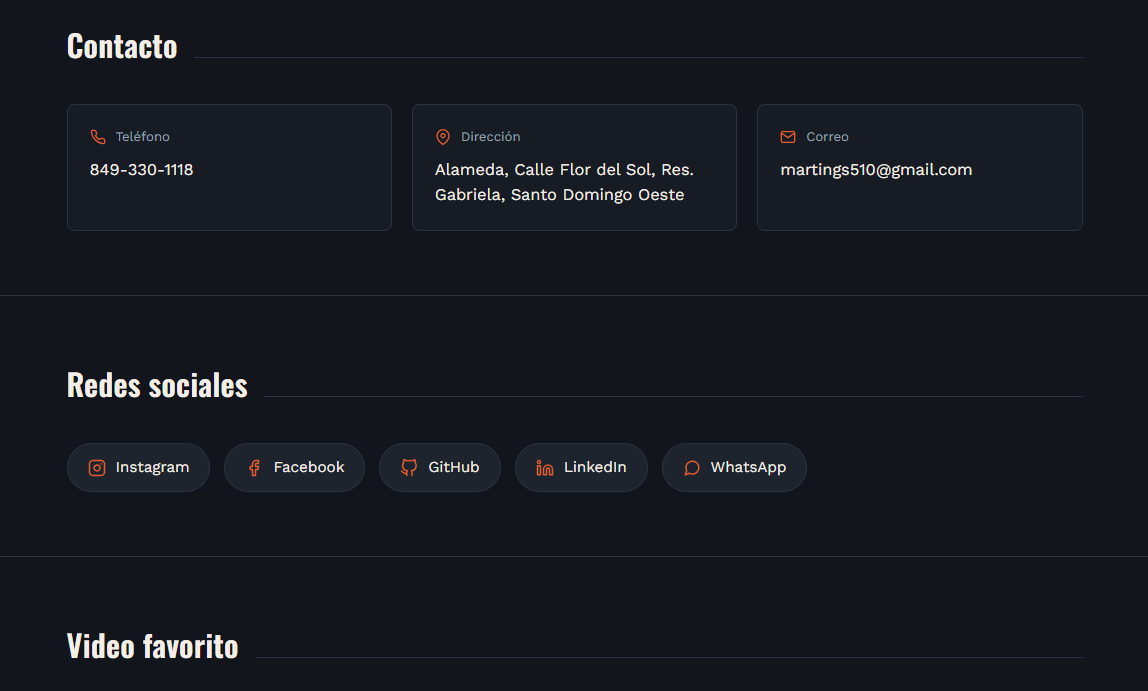 Contacto
Teléfono
849-330-1118
Dirección
Alameda, Calle Flor del Sol, Res.
Gabriela, Santo Domingo Oeste
Correo
martings510@gmail.com
Redes sociales
Instagram
Facebook
GitHub
LinkedIn
WhatsApp
Video favorito